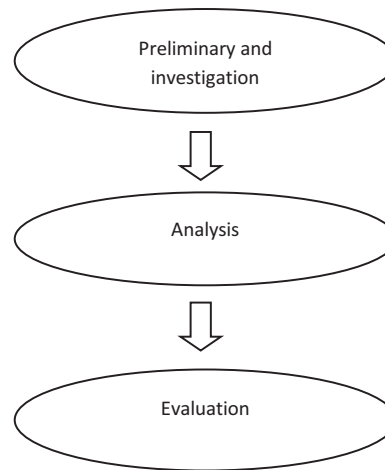 Preliminary and
investigation
Analysis
Evaluation